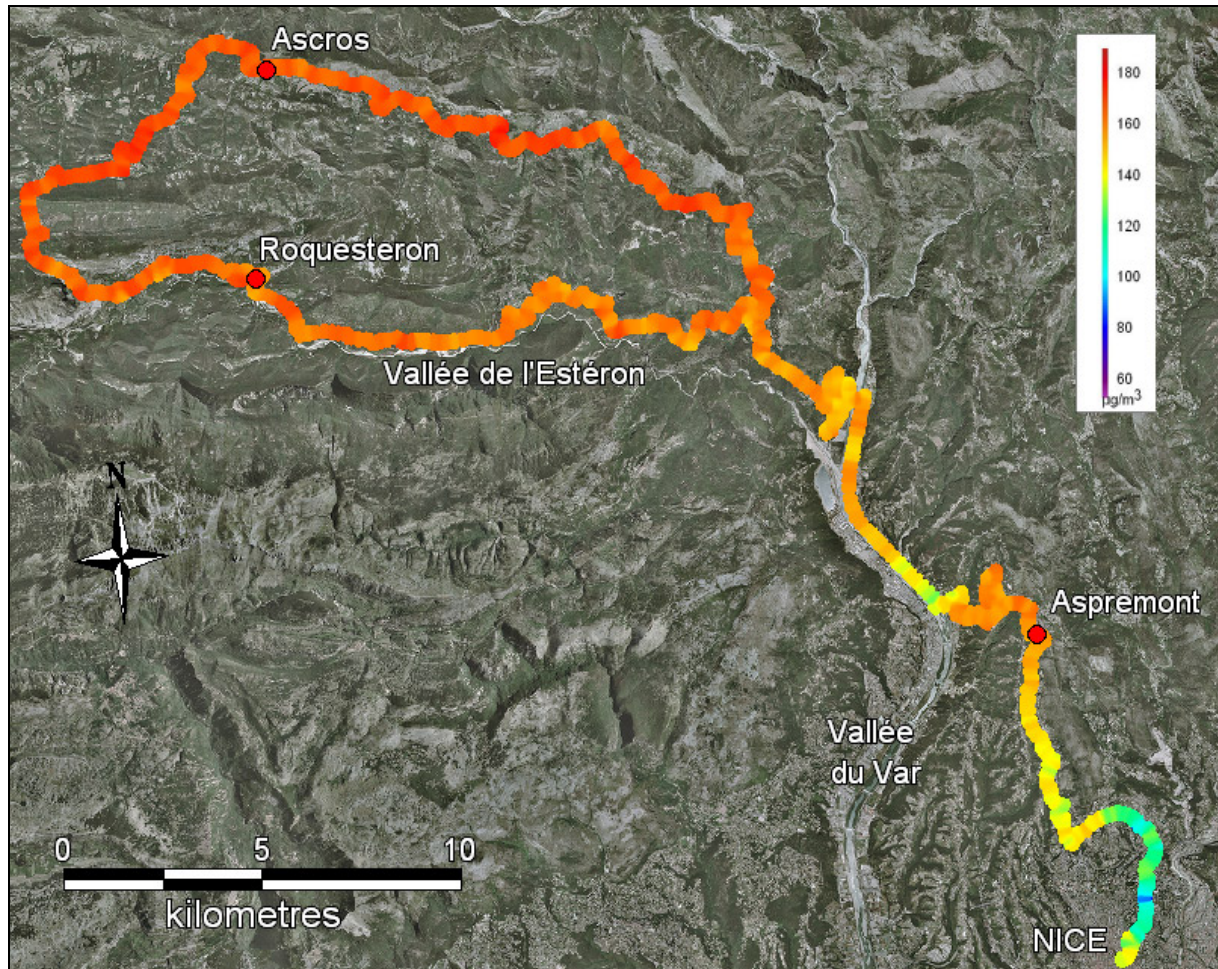 Ascros
180
160
140
120
100
80
60
µg/m3
Roquesteron
Vallée de l'Estéron
N
Aspremont
Vallée
du Var
0 5 10
kilometres
NICE